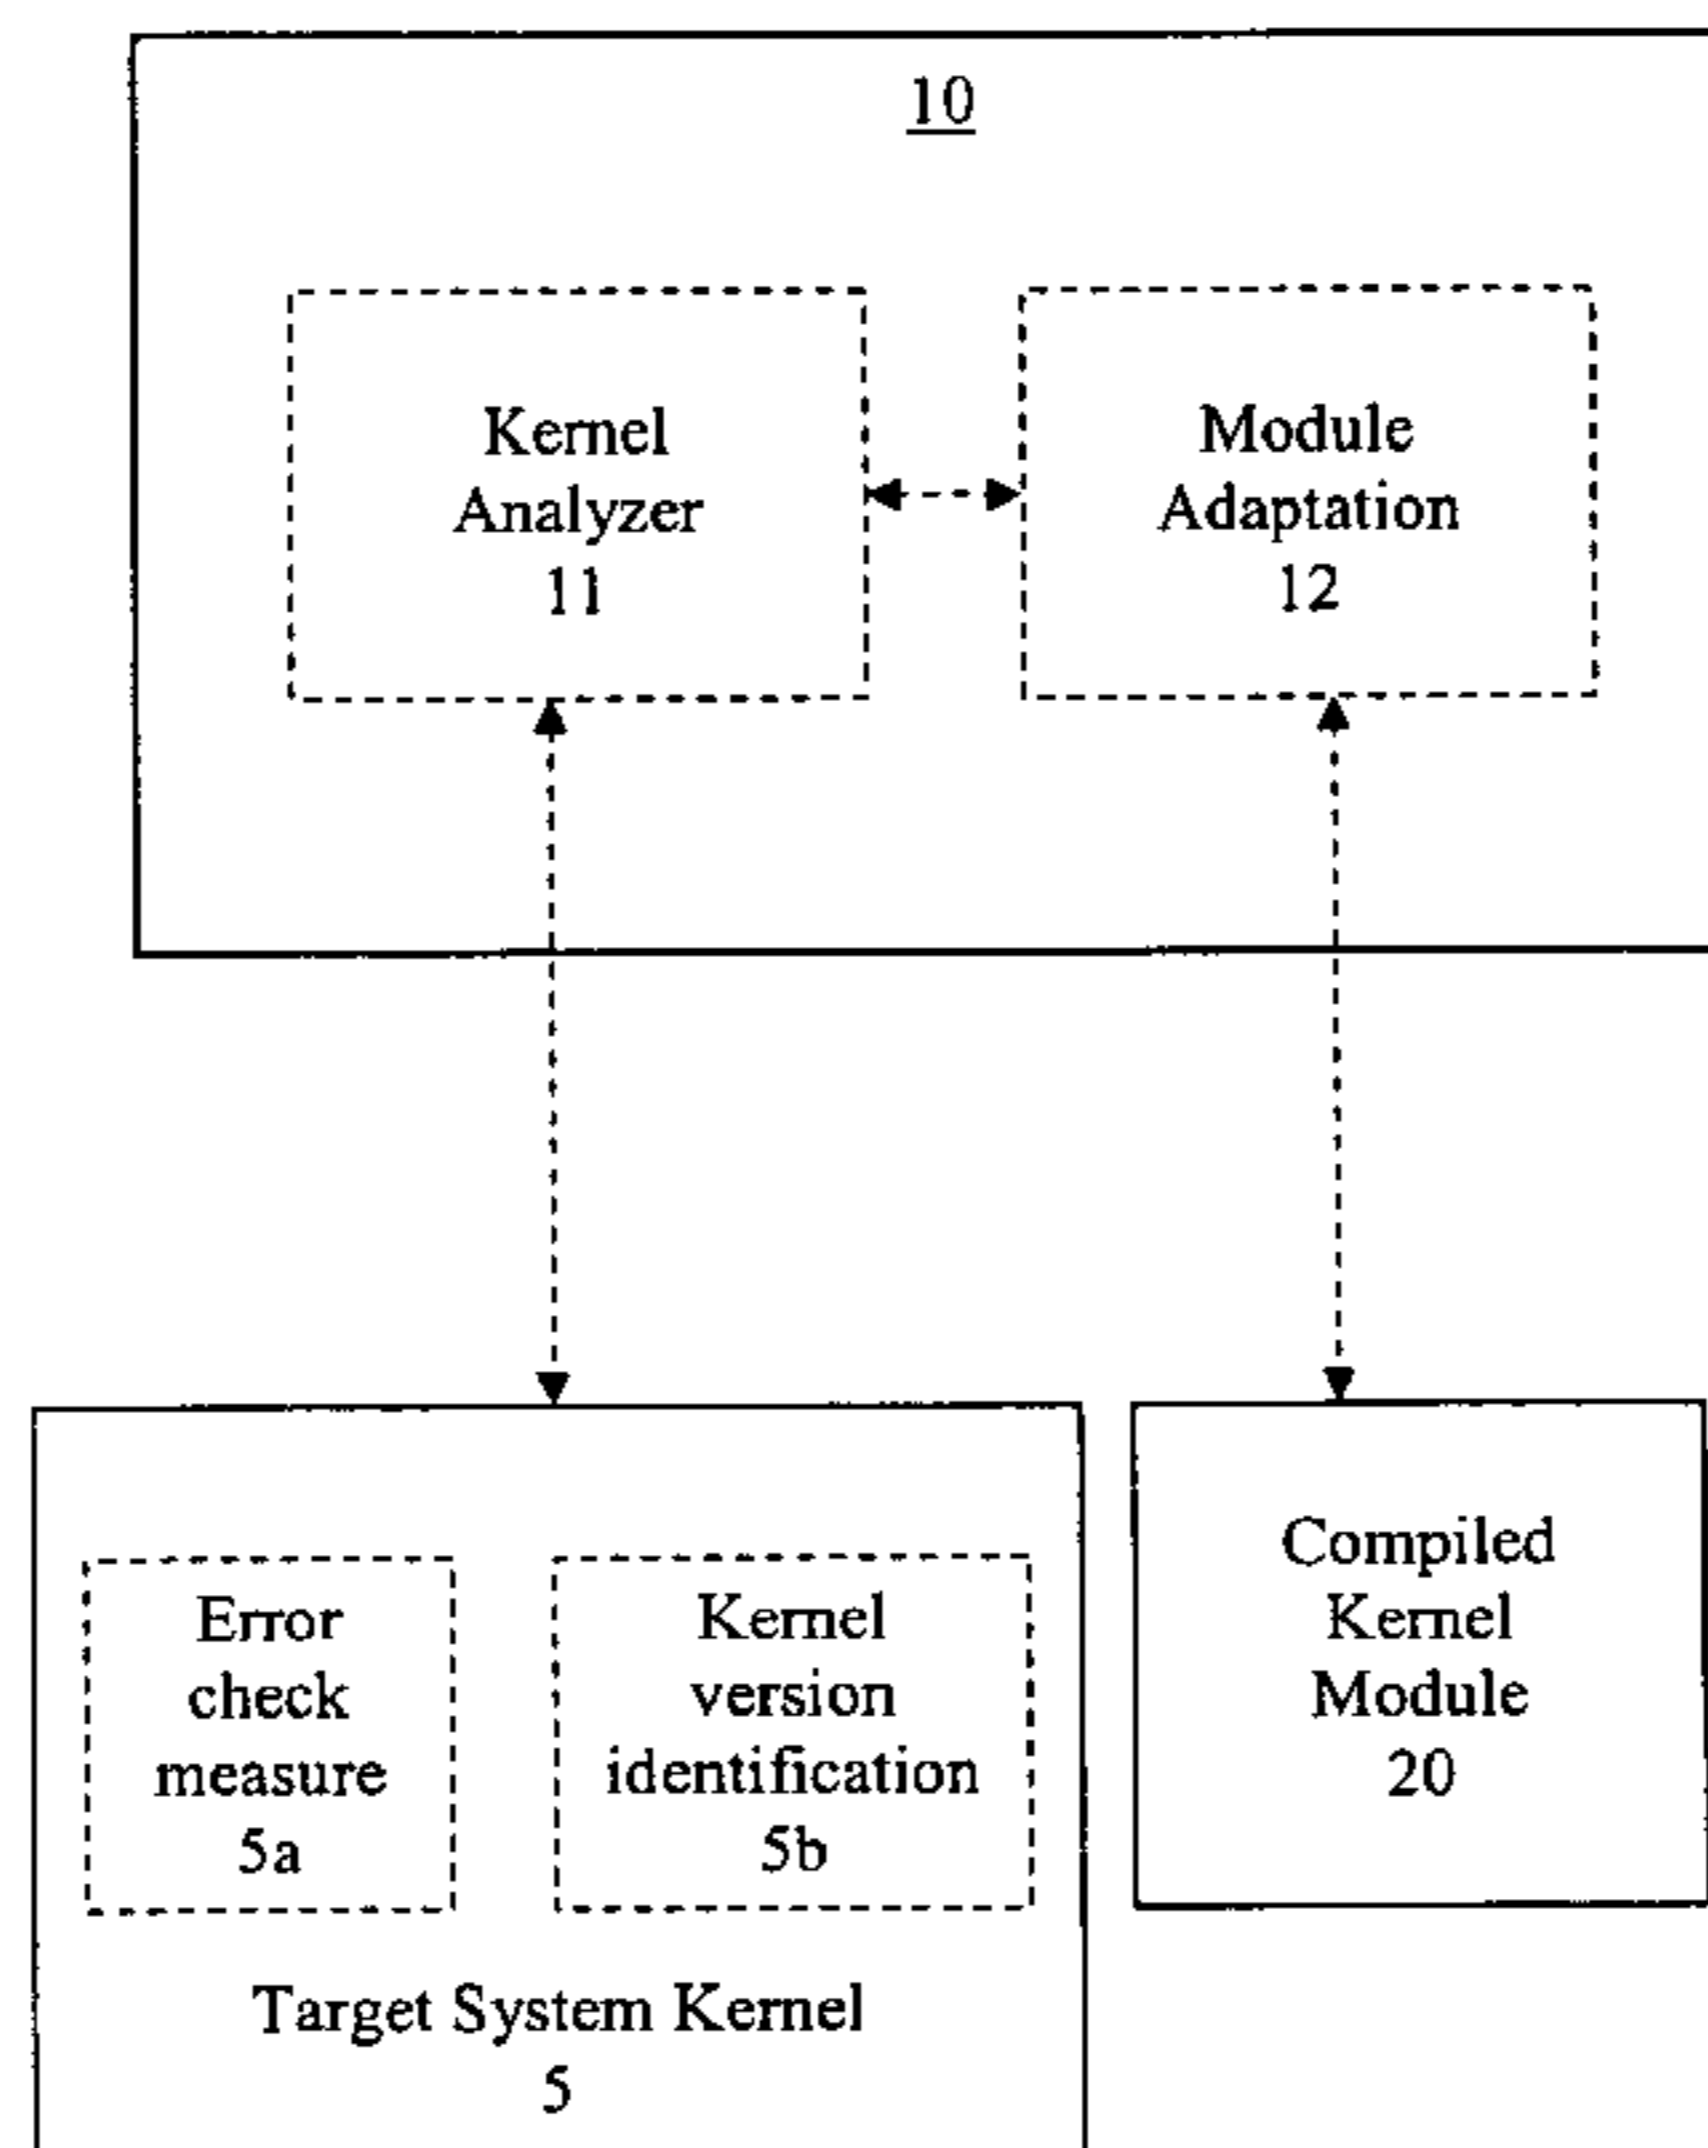 10
Kernel
Analyzer
11
Module
Adaptation
12
Error
check
measure
5a
Kernel
version
identification
5b
Target System Kernel
5
Compiled
Kernel
Module
20